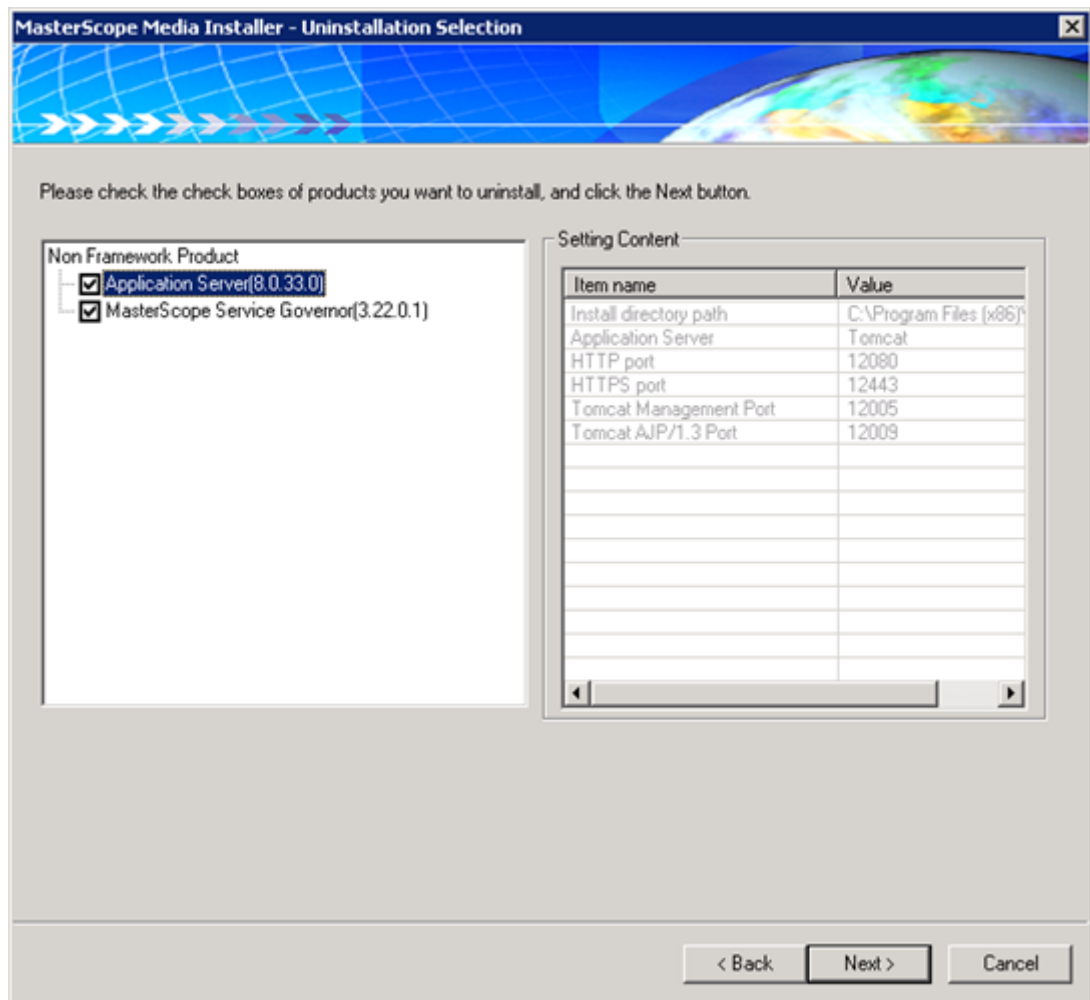 MasterScope Media Installer - Uninstallation Selection
Please check the check boxes of products you want to uninstall, and click the Next button.
Non Framework Product
Application Server(8.0.33.0)
MasterScope Service Governor(3.22.0.1)
Setting Content
Item name Value
Install directory path C:\Program Files (x86)
Application Server Tomcat
HTTP port 12080
HTTPS port 12443
Tomcat Management Port 12005
Tomcat AJP/1.3 Port 12009
< Back Next > Cancel